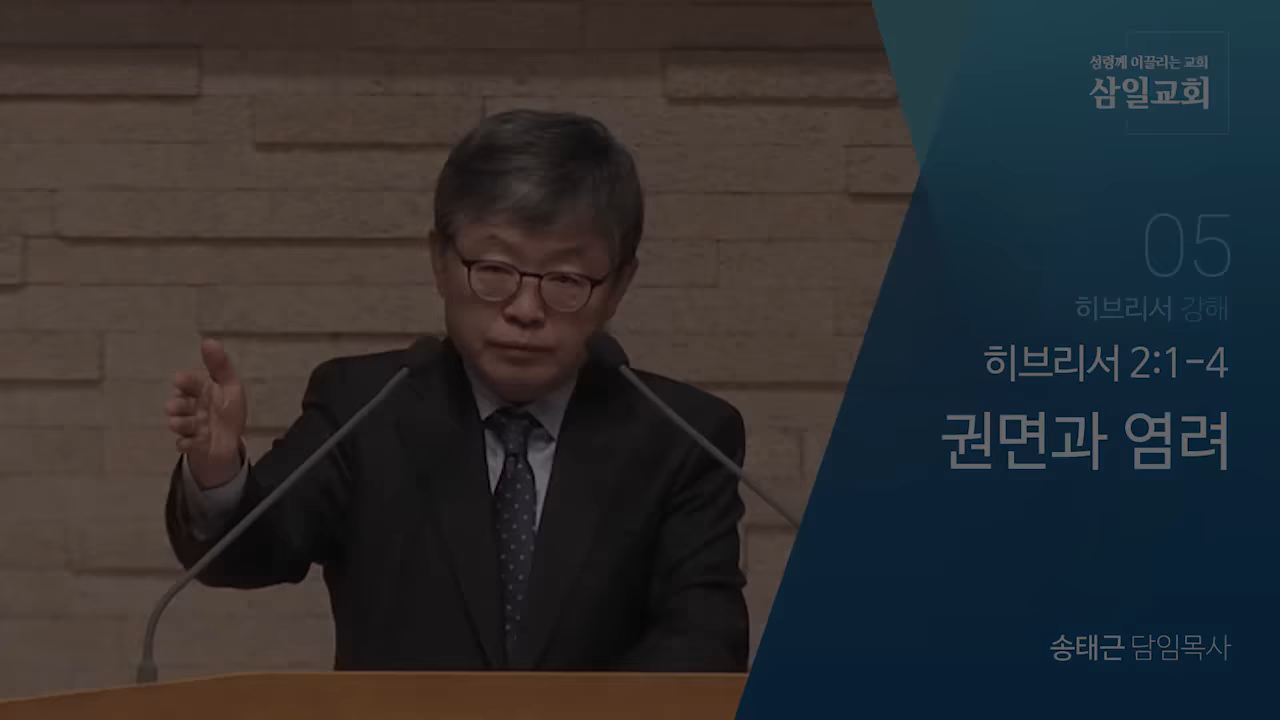 성령께 이끌리는 교회
삼일교회
05
히브리서 강해
히브리서 2:1-4
권면과 염려
송태근 담임목사